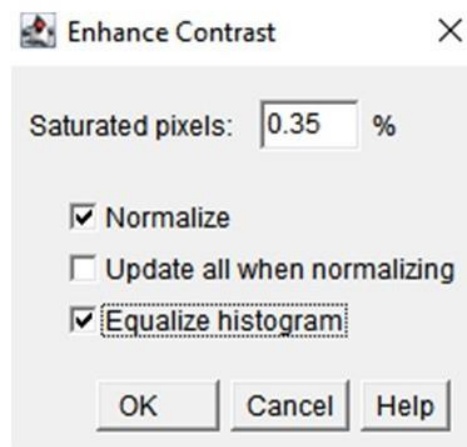 Enhance Contrast
Saturated pixels: 0.35 %
Normalize
Update all when normalizing
Equalize histogram
OK Cancel Help